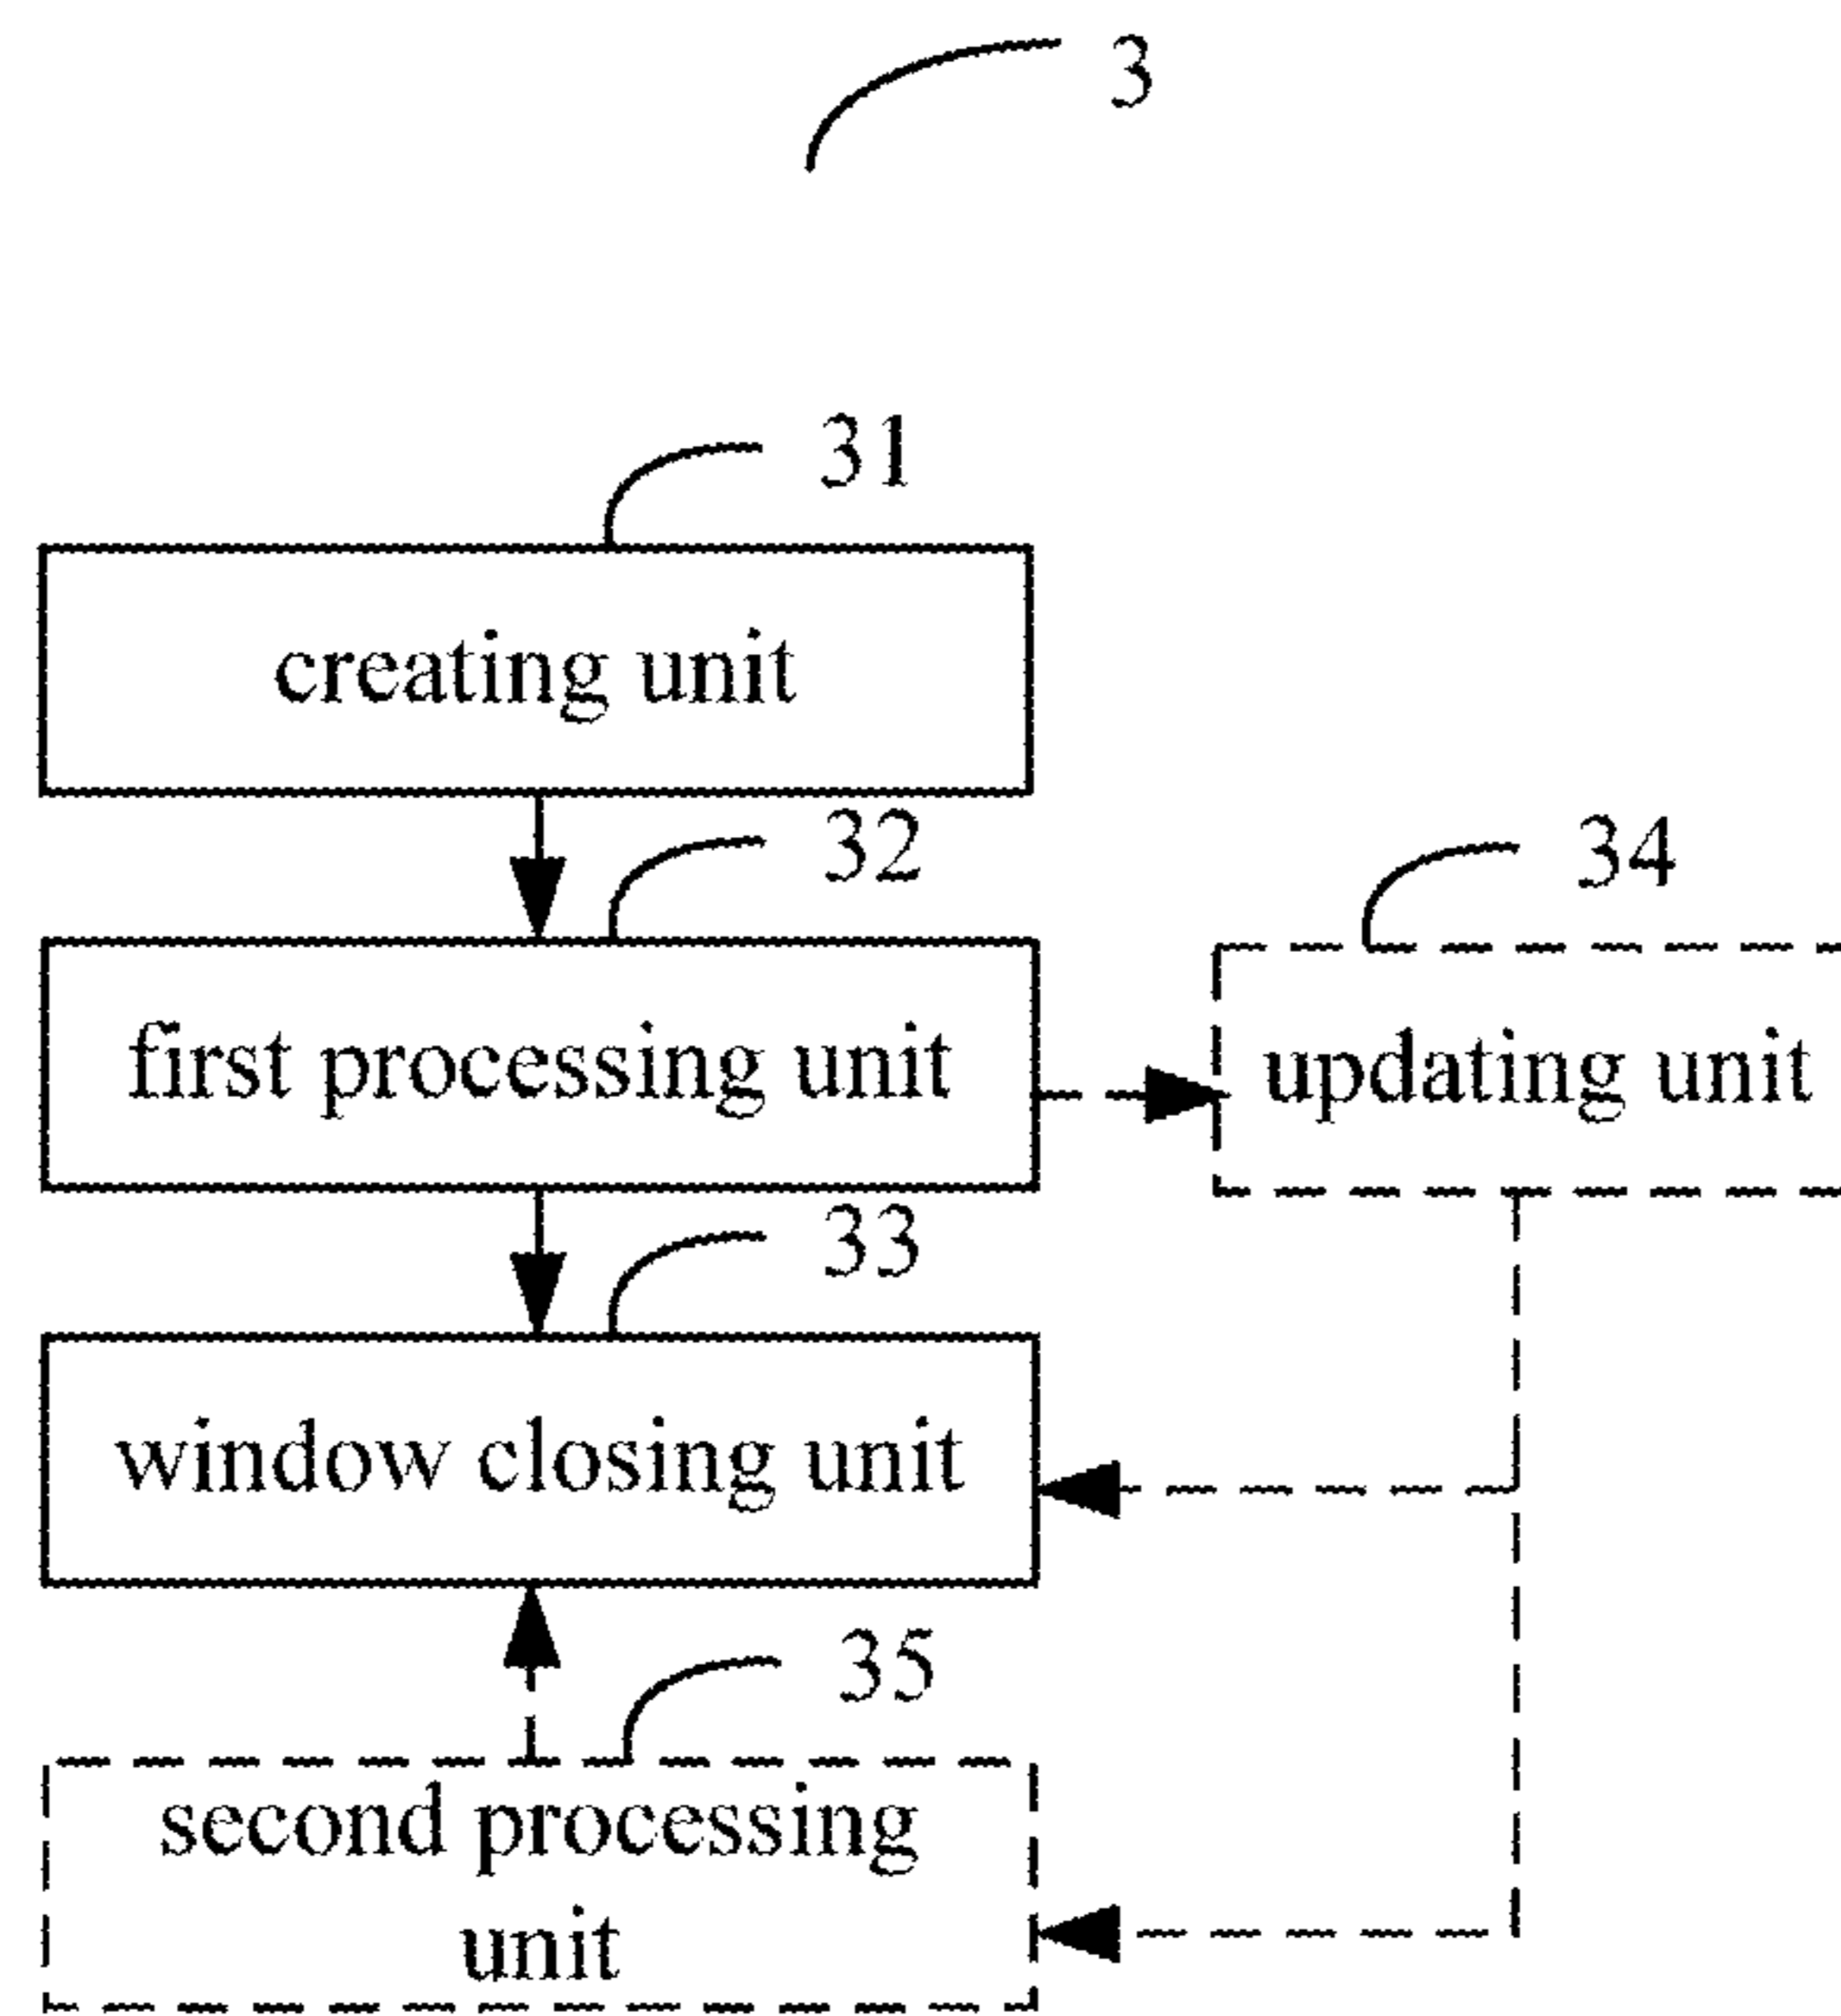 3
31
creating unit
32
34
first processing unit
updating unit
33
window closing unit
35
second processing
unit